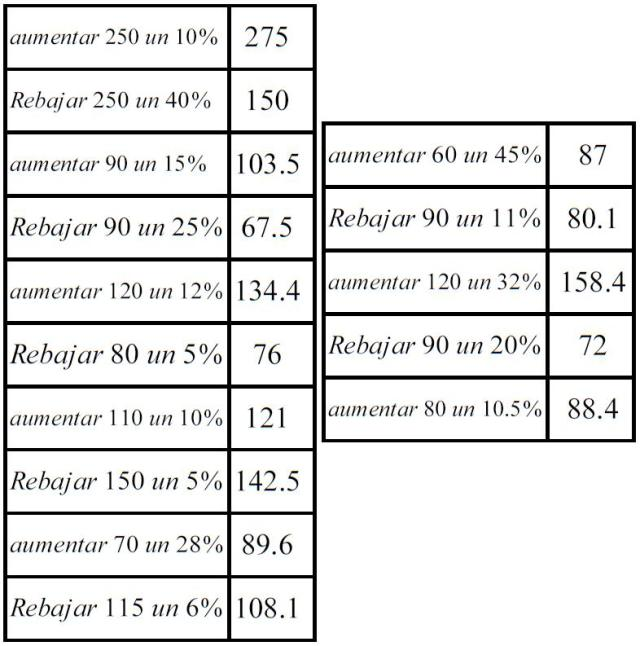 aumentar 250 un 10% 275
Rebajar 250 un 40% 150
aumentar 90 un 15% 103.5
Rebajar 90 un 25% 67.5
aumentar 120 un 12% 134.4
Rebajar 80 un 5% 76
aumentar 110 un 10% 121
Rebajar 150 un 5% 142.5
aumentar 70 un 28% 89.6
Rebajar 115 un 6% 108.1
aumentar 60 un 45% 87
Rebajar 90 un 11% 80.1
aumentar 120 un 32% 158.4
Rebajar 90 un 20% 72
aumentar 80 un 10.5% 88.4